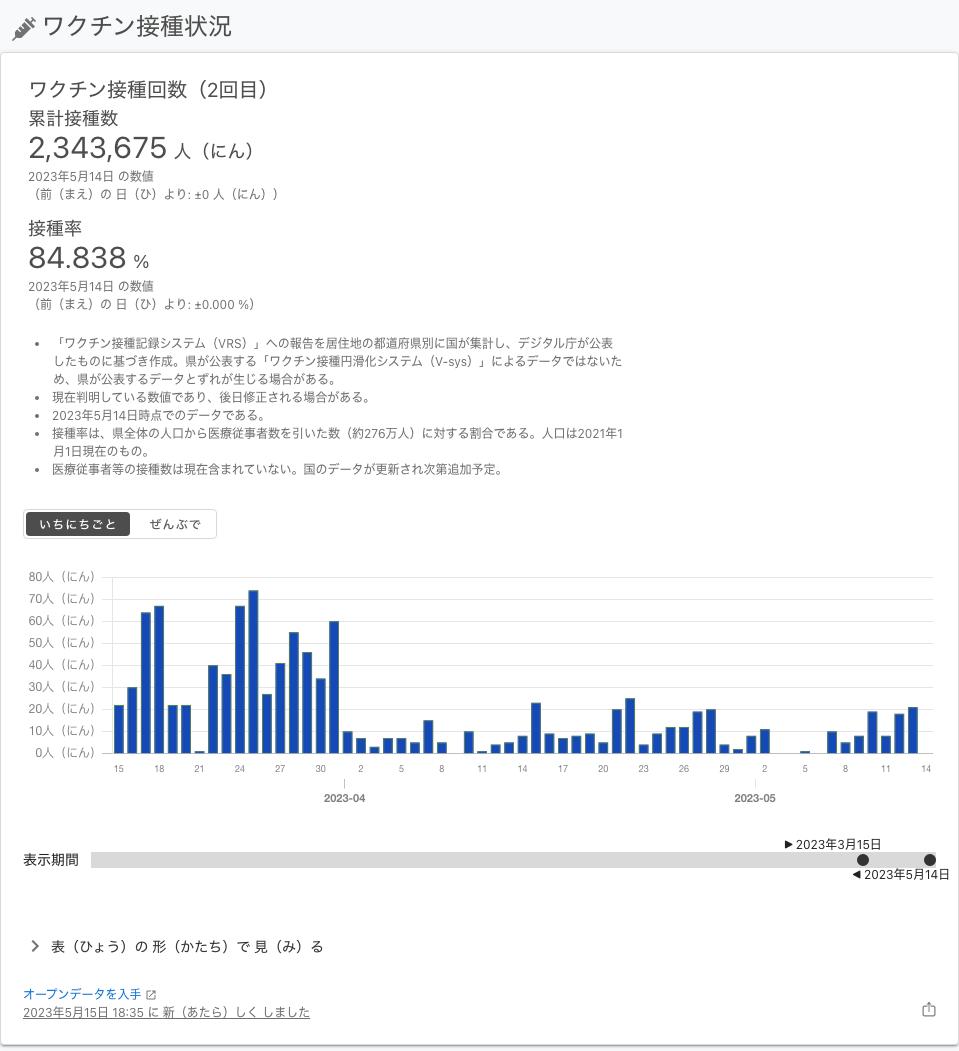 ワクチン接種状況
ワクチン接種回数（2回目）
累計接種数
2,343,675 人（にん）
2023年5月14日 の数値
（前（まえ）の 日（ひ）より: ±0 人（にん））
接種率
84.838 %
2023年5月14日 の数値
（前（まえ）の 日（ひ）より: ±0.000 %）
• 「ワクチン接種記録システム（VRS）」への報告を居住地の都道府県別に国が集計し、デジタル庁が公表
したものに基づき作成。県が公表する「ワクチン接種円滑化システム（V-sys）」によるデータではないた
め、県が公表するデータとずれが生じる場合がある。
• 現在判明している数値であり、後日修正される場合がある。
• 2023年5月14日時点でのデータである。
• 接種率は、県全体の人口から医療従事者数を引いた数（約276万人）に対する割合である。人口は2021年1
月1日現在のもの。
• 医療従事者等の接種数は現在含まれていない。国のデータが更新され次第追加予定。
いちにちごと ぜんぶで
80人（にん）
70人（にん）
60人（にん）
50人（にん）
40人（にん）
30人（にん）
20人（にん）
10人（にん）
0人（にん）
15 18 21 24 27 30 2 5 8 11 14 17 20 23 26 29 2 5 8 11 14
2023-04 2023-05
2023年3月15日
表示期間
2023年5月14日
表（ひょう）の 形（かたち）で 見（み）る
オープンデータを入手
2023年5月15日 18:35 に 新（あたら）しく しました